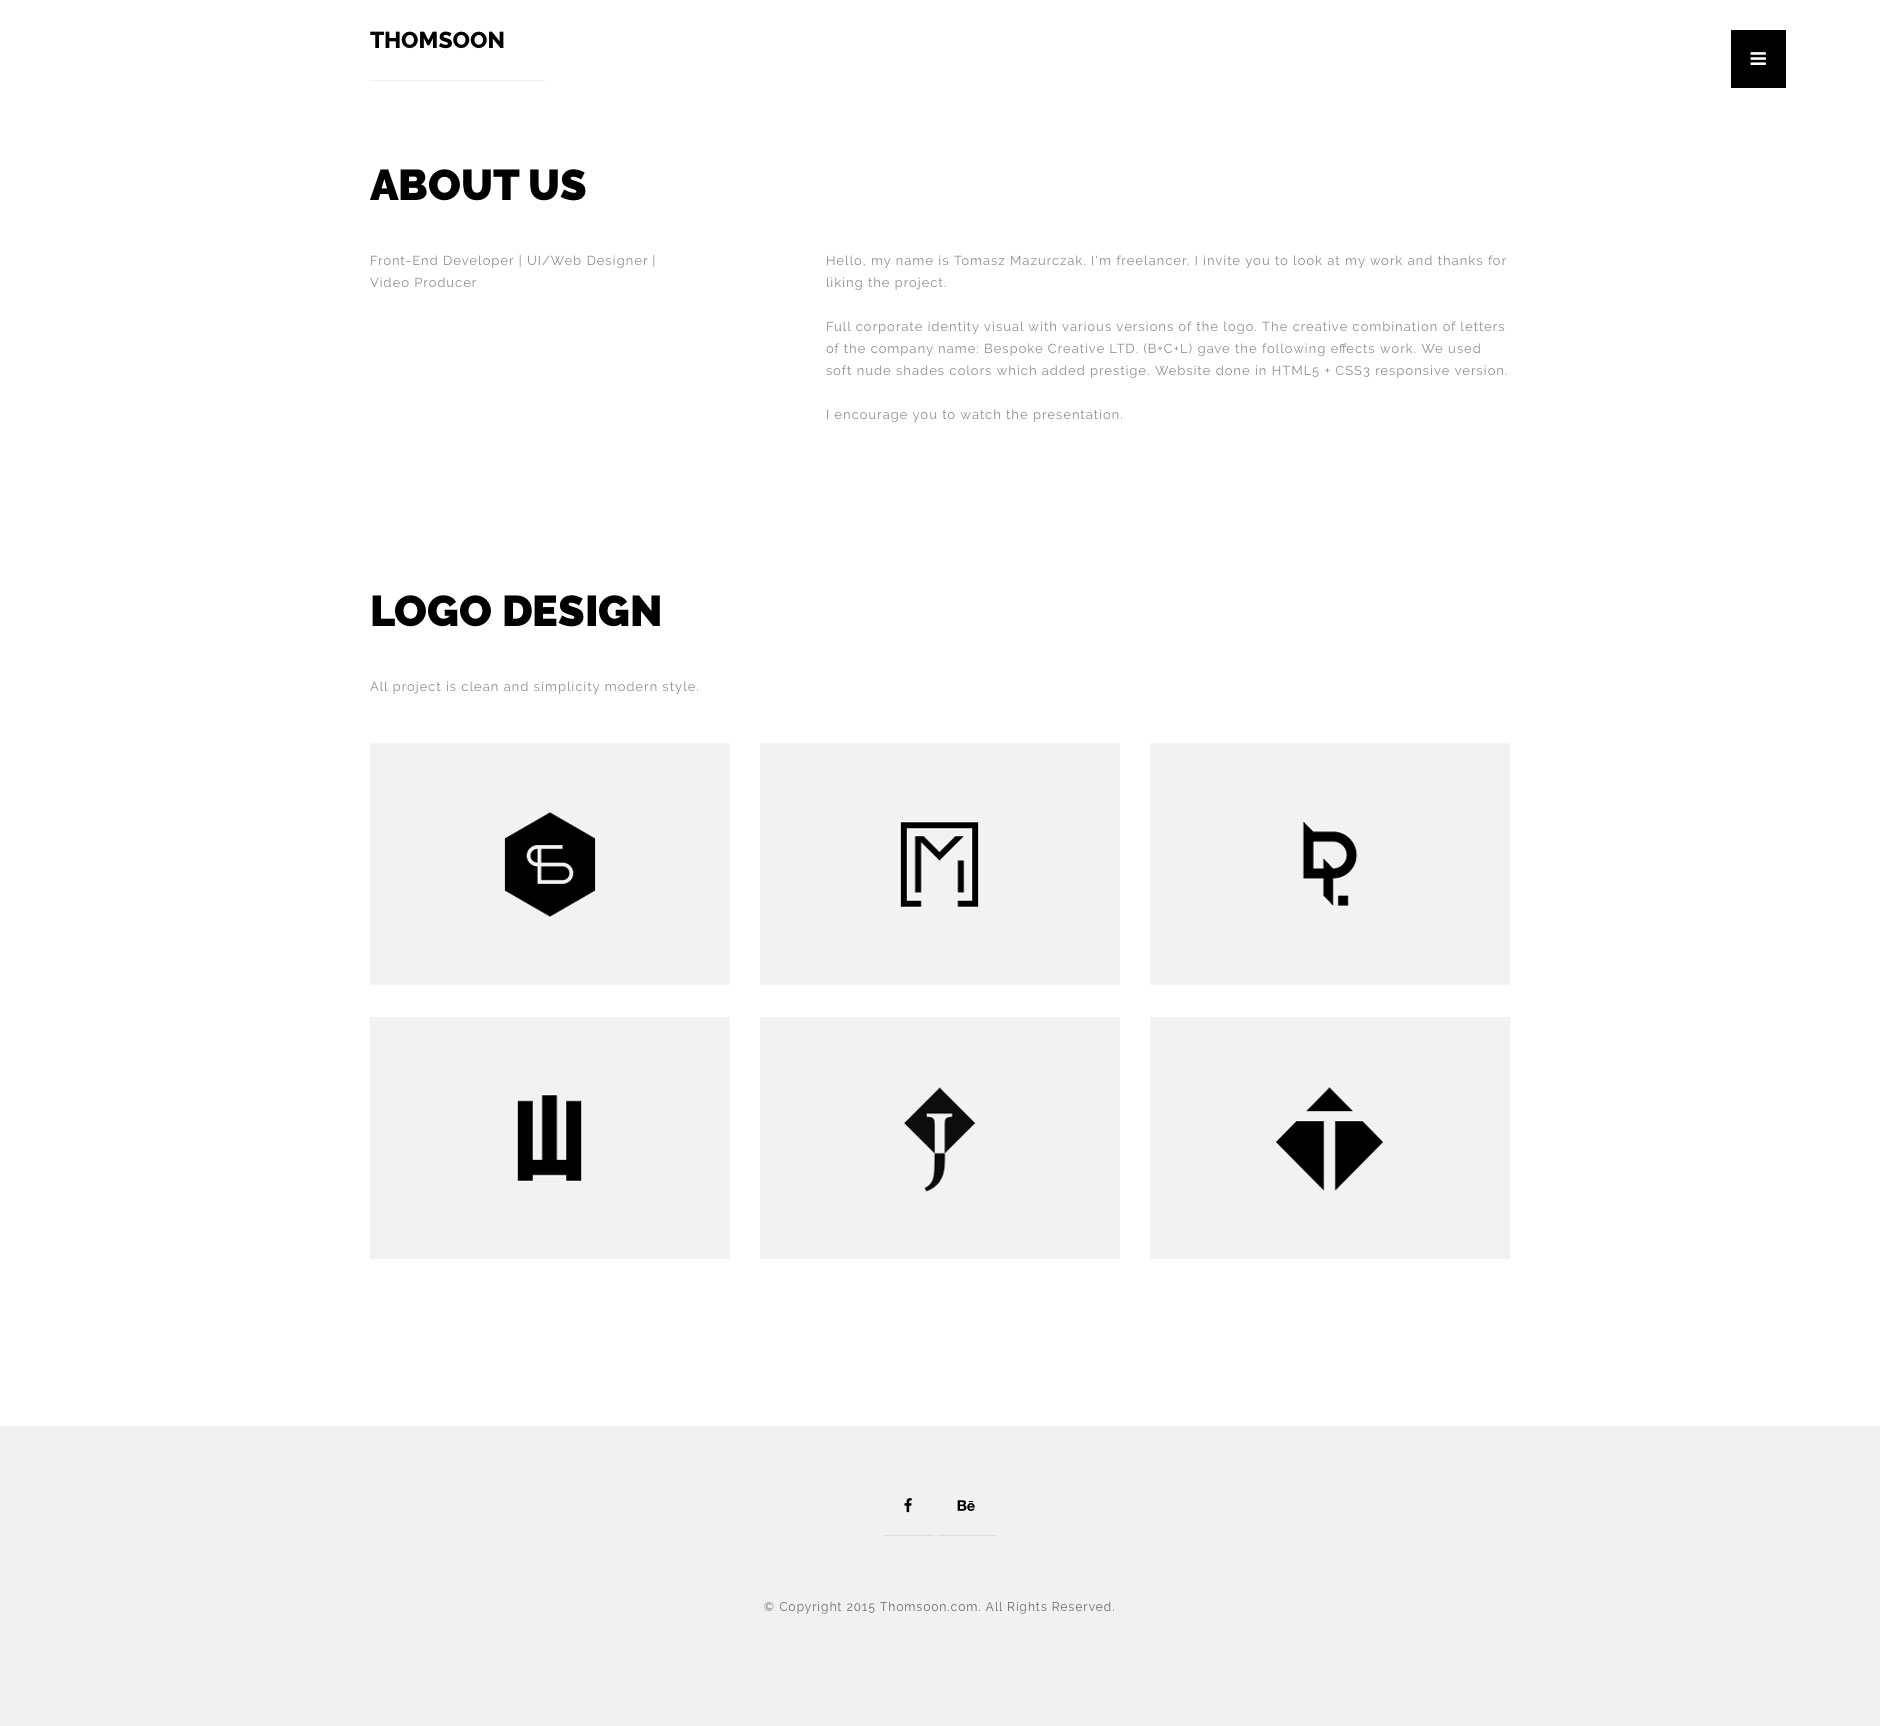 THOMSOON
ABOUT US
Front-End Developer | UI/Web Designer |
Video Producer
Hello, my name is Tomasz Mazurczak. I'm freelancer. I invite you to look at my work and thanks for
liking the project.
Full corporate identity visual with various versions of the logo. The creative combination of letters
of the company name: Bespoke Creative LTD. (B+C+L) gave the following effects work. We used
soft nude shades colors which added prestige. Website done in HTML5 + CSS3 responsive version.
I encourage you to watch the presentation.
LOGO DESIGN
All project is clean and simplicity modern style.
M
J
T
f Bē
© Copyright 2015 Thomsoon.com. All Rights Reserved.